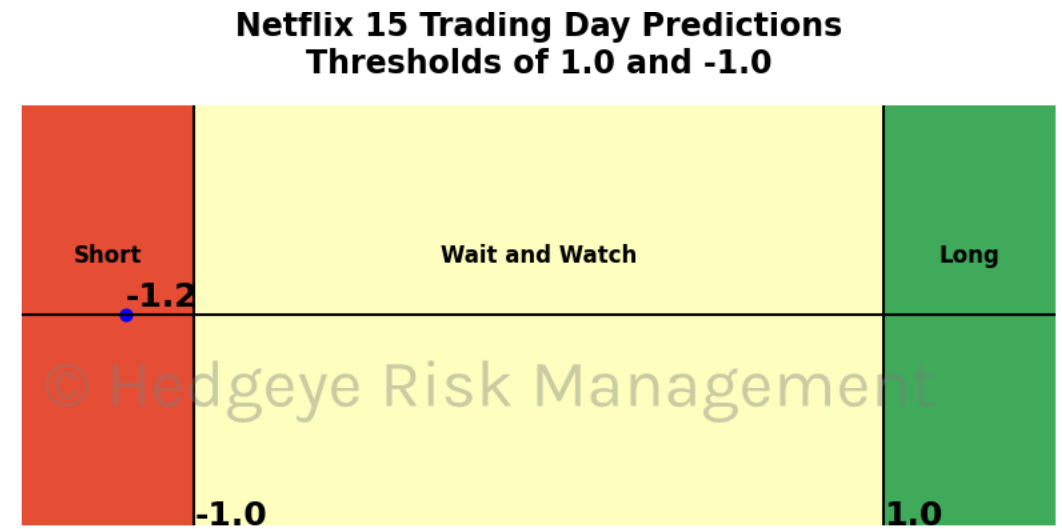 Netflix 15 Trading Day Predictions
Thresholds of 1.0 and -1.0
Short
Wait and Watch
Long
-1.2
© Hedgeye Risk Management
-1.0
1.0